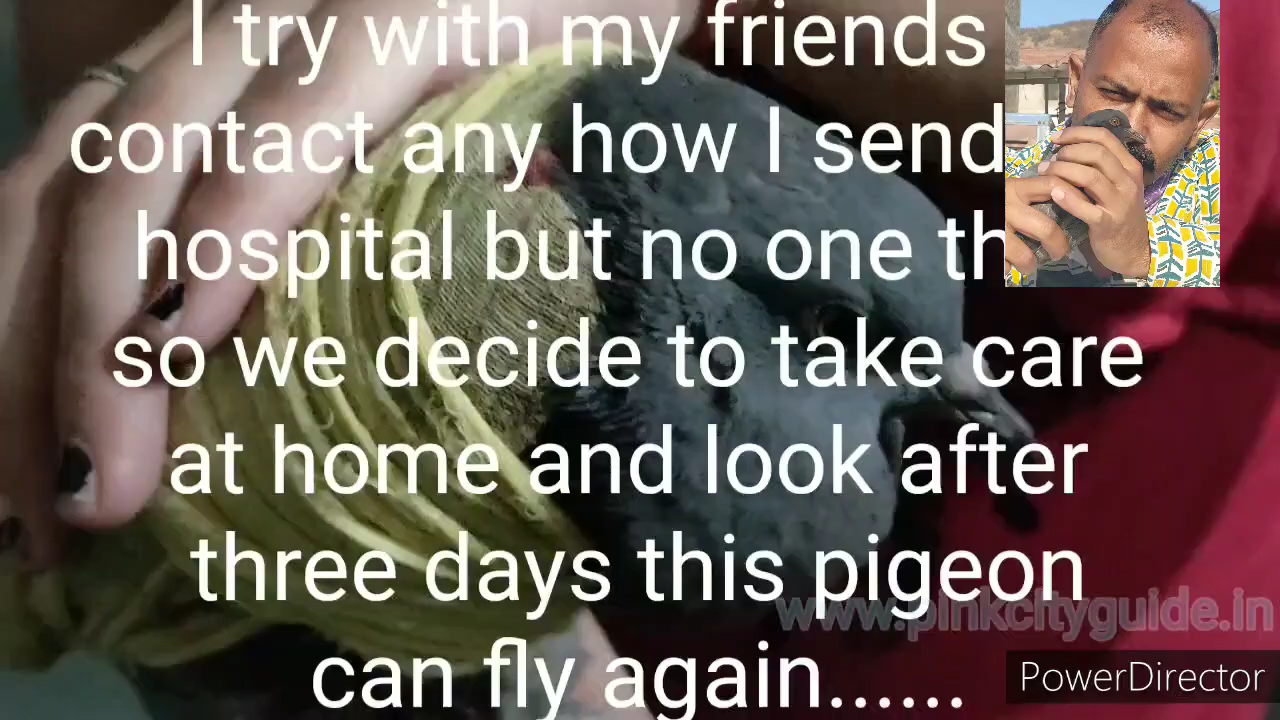 I try with my friends
contact any how I send
hospital but no one
so we decide to take care
at home and look after
three days this pigeon
can fly again......
www.pinkcityguide.in
PowerDirector